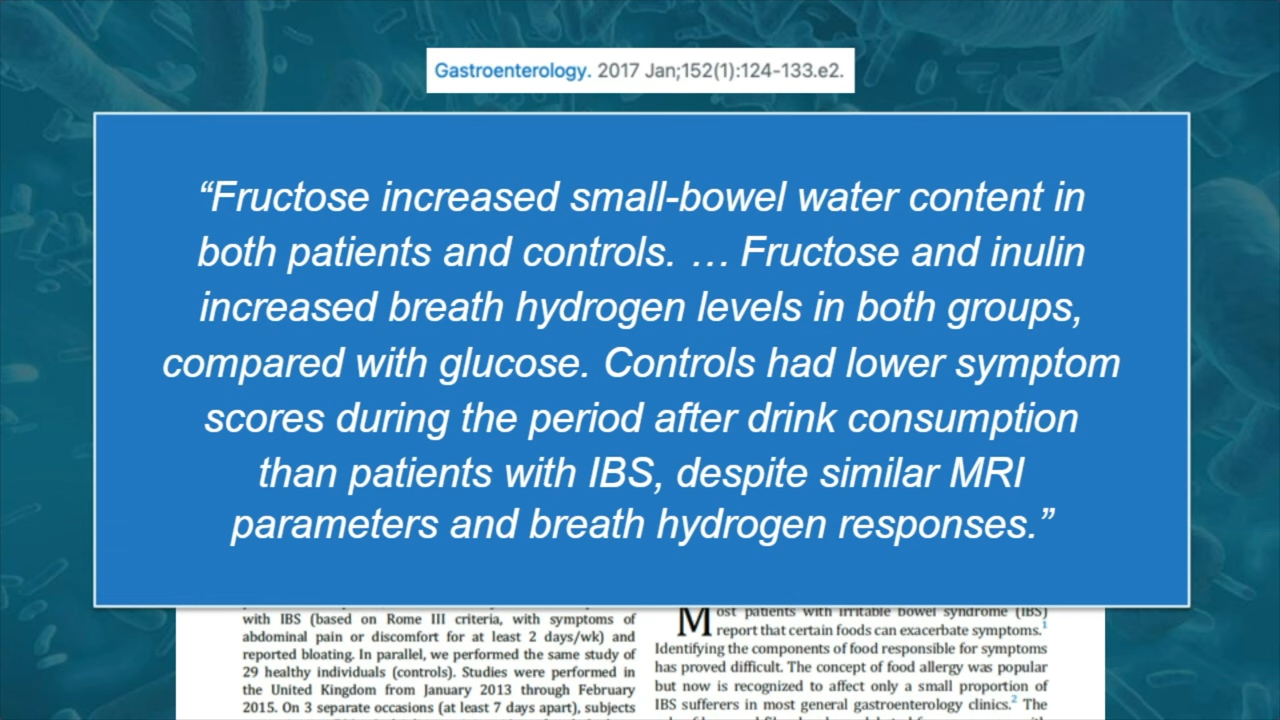 Gastroenterology. 2017 Jan;152(1):124-133.e2.
“Fructose increased small-bowel water content in
both patients and controls. … Fructose and inulin
increased breath hydrogen levels in both groups,
compared with glucose. Controls had lower symptom
scores during the period after drink consumption
than patients with IBS, despite similar MRI
parameters and breath hydrogen responses.”
with IBS (based on Rome III criteria, with symptoms of
abdominal pain or discomfort for at least 2 days/wk) and
reported bloating. In parallel, we performed the same study of
29 healthy individuals (controls). Studies were performed in
the United Kingdom from January 2013 through February
2015. On 3 separate occasions (at least 7 days apart), subjects
Most patients with irritable bowel syndrome (IBS)
report that certain foods can exacerbate symptoms.1
Identifying the components of food responsible for symptoms
has proved difficult. The concept of food allergy was popular
but now is recognized to affect only a small proportion of
IBS sufferers in most general gastroenterology clinics.2 The